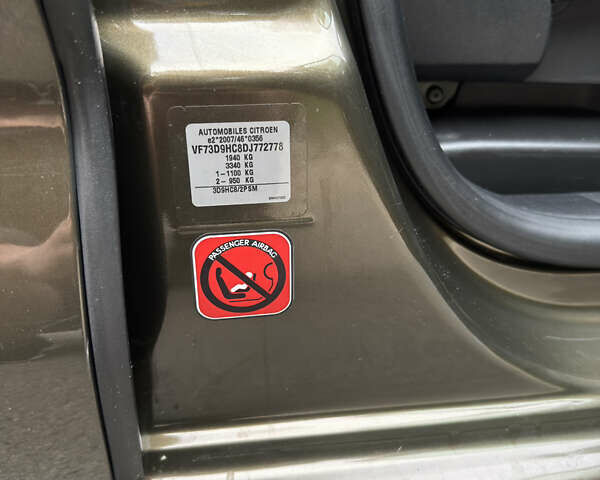 AUTOMOBILES CITROEN
e2*2007/46*0356
VF73D9HC8DJ772778
1940 KG
3340 KG
1-1100 KG
2- 950 KG
3D9HC8/2PSM
PASSENGER AIRBAG